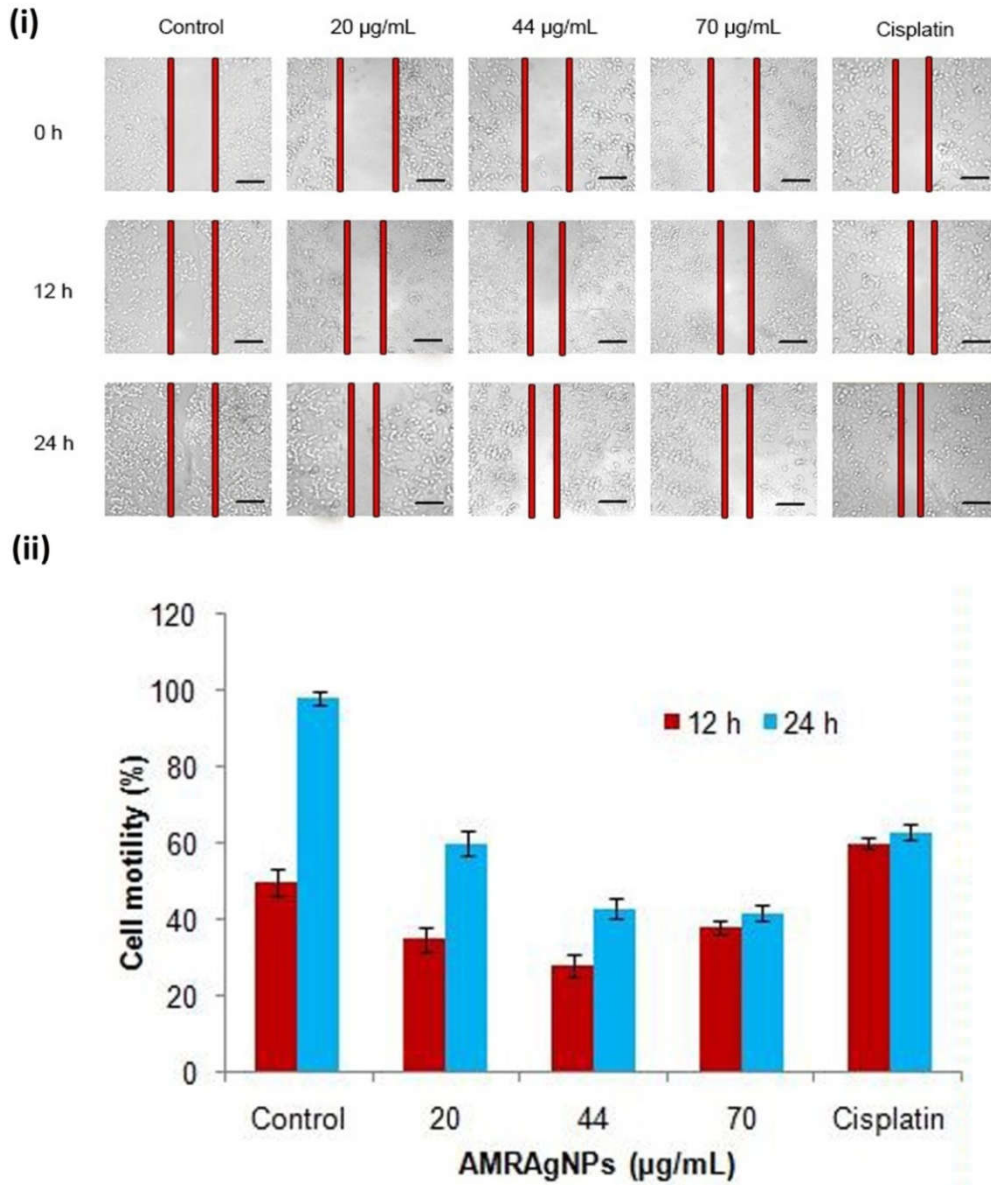 (i)
Control 20 µg/mL 44 µg/mL 70 µg/mL Cisplatin
0 h
12 h
24 h
(ii)
120
100
80
60
40
20
0
Cell motility (%)
12 h 24 h
Control 20 44 70 Cisplatin
AMRAgNPs (µg/mL)